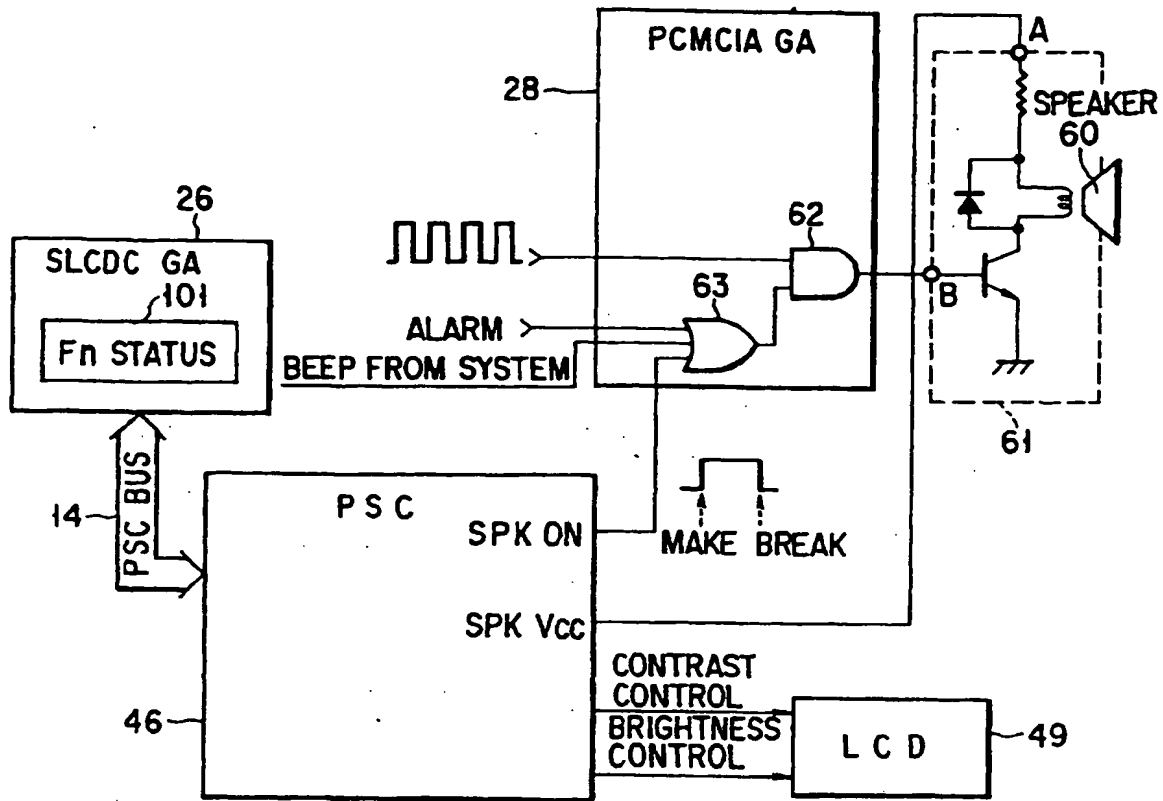 PCMCIA GA
A
28
SPEAKER
60
26
SLCDC GA
101
Fn STATUS
62
63
B
ALARM
BEEP FROM SYSTEM
61
PSC BUS
14
PSC
SPK ON
MAKE BREAK
SPK Vcc
CONTRAST
CONTROL
BRIGHTNESS
CONTROL
46
LCD
49